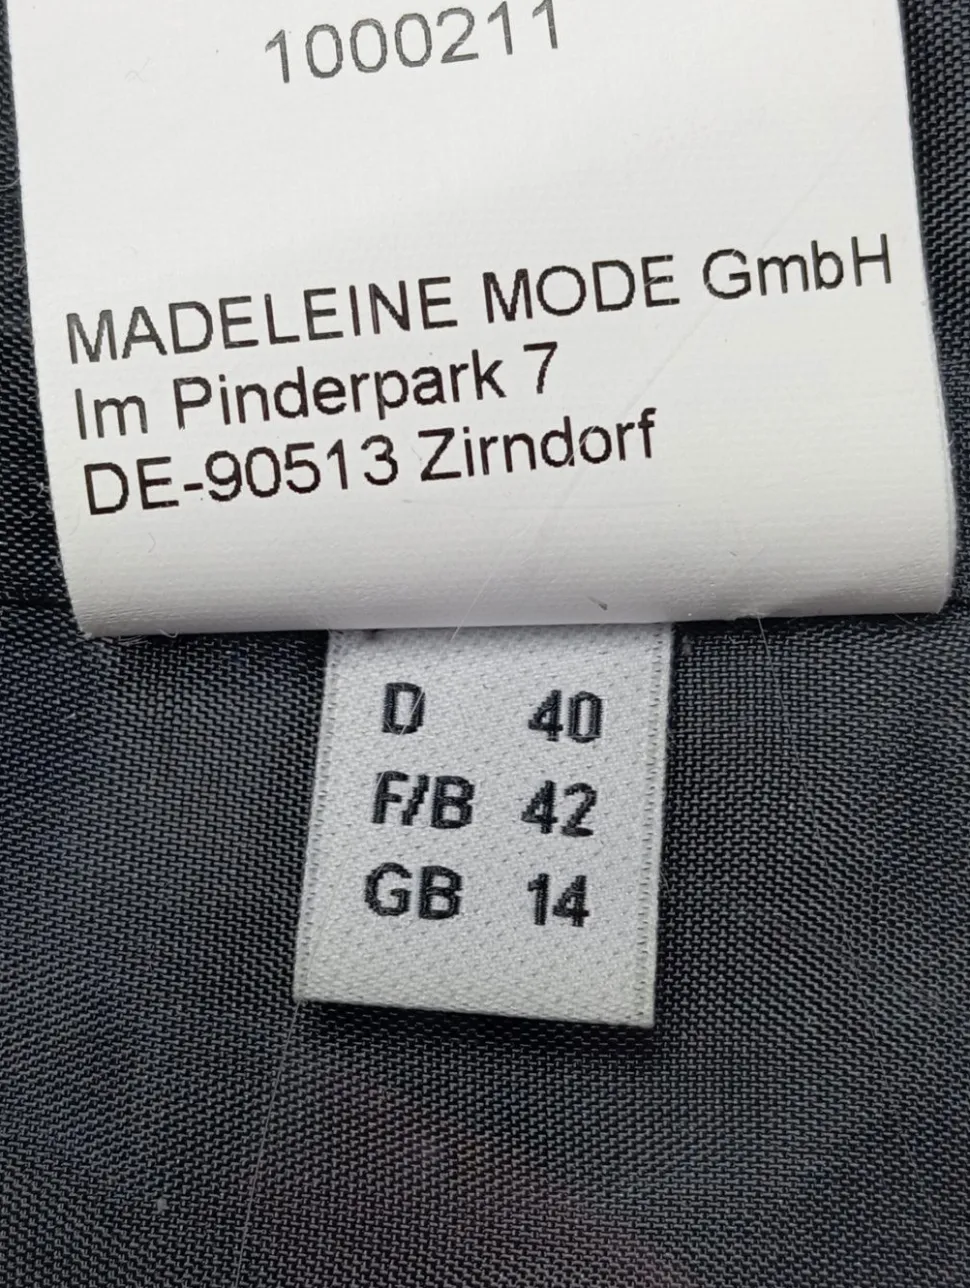 1000211
MADELEINE MODE GmbH
Im Pinderpark 7
DE-90513 Zirndorf
D 40
F/B 42
GB 14